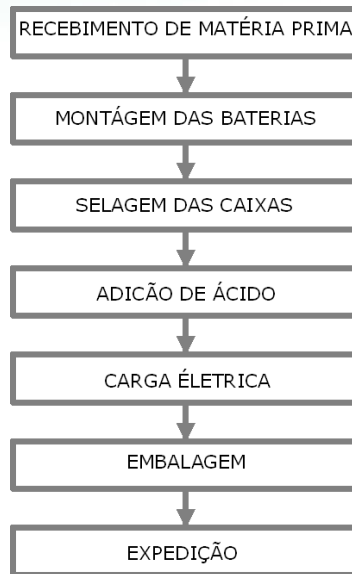 RECEBIMENTO DE MATÉRIA PRIMA
MONTÁGEM DAS BATERIAS
SELAGEM DAS CAIXAS
ADICÃO DE ÁCIDO
CARGA ÉLETRICA
EMBALAGEM
EXPEDIÇÃO